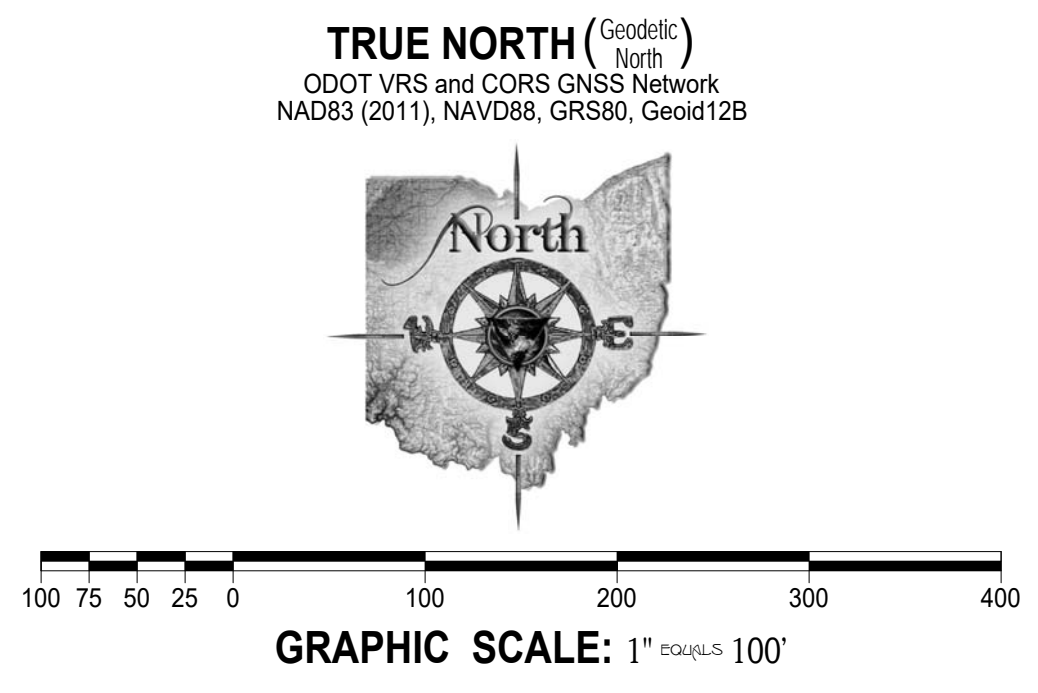 TRUE NORTH (Geodetic North)
ODOT VRS and CORS GNSS Network
NAD83 (2011), NAVD88, GRS80, Geoid12B
North
W E
S
100 75 50 25 0 100 200 300 400
GRAPHIC SCALE: 1" EQUALS 100'